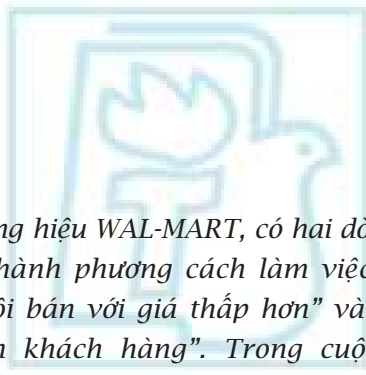 ng hiệu WAL-MART, có hai dò
hành phương cách làm việc
ôi bán với giá thấp hơn” và
n khách hàng”. Trong cuộ